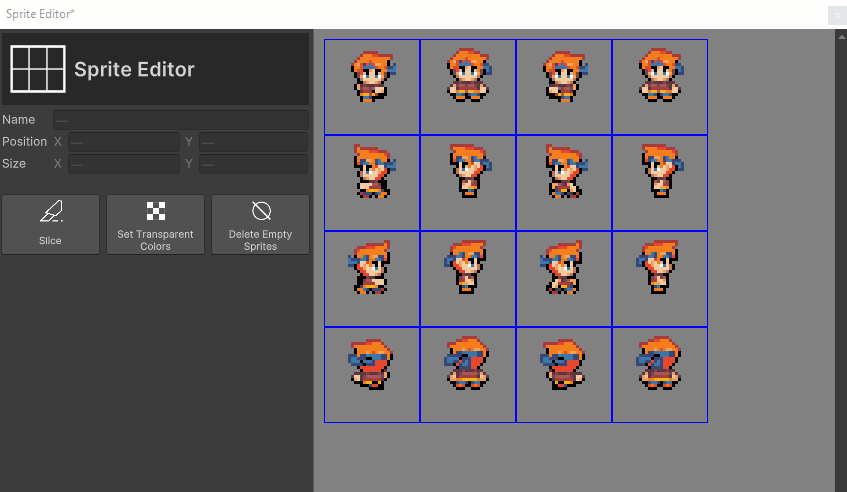 Sprite Editor*
x
Sprite Editor
Name —
Position X — Y —
Size X — Y —
Slice
Set Transparent
Colors
Delete Empty
Sprites